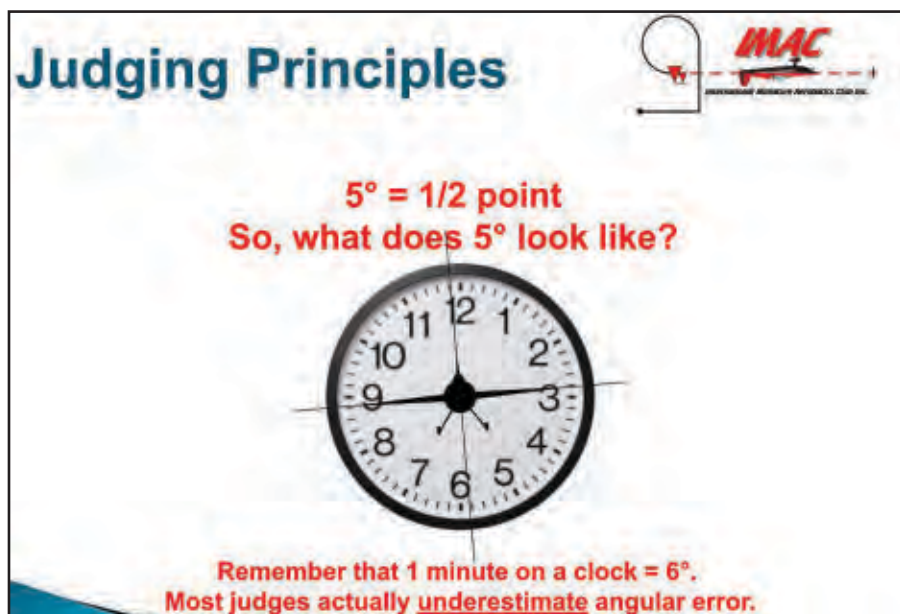 Judging Principles
IMAC
5° = 1/2 point
So, what does 5° look like?
12
11
1
10
2
9
3
8
4
7
5
6
Remember that 1 minute on a clock = 6°.
Most judges actually underestimate angular error.